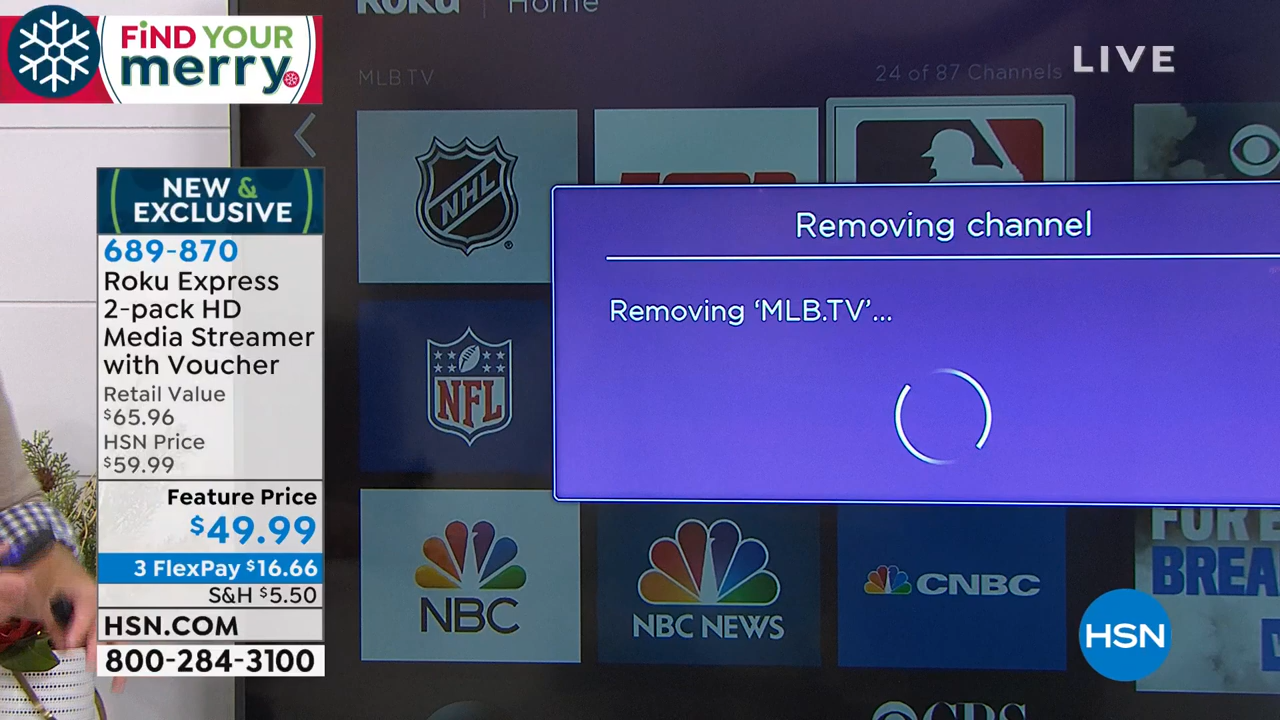 FiND YOUR
merry
NEW &
EXCLUSIVE
689-870
Roku Express
2-pack HD
Media Streamer
with Voucher
Retail Value
$65.96
HSN Price
$59.99
Feature Price
$49.99
3 FlexPay $16.66
S&H $5.50
HSN.COM
800-284-3100
Roku | Home
LIVE
MLB.TV
24 of 87 Channels
NHL
Removing channel
Removing ‘MLB.TV’...
NFL
NBC
NBC NEWS
CNBC
FOR
BREA
CBS
HSN